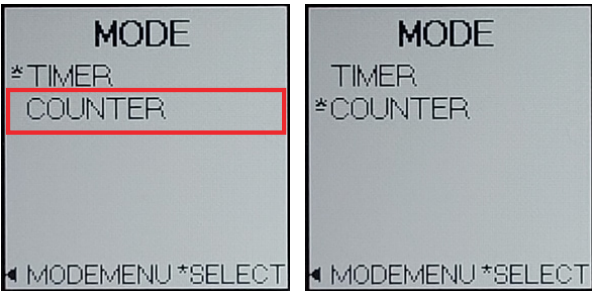 MODE
*TIMER
COUNTER
◄ MODEMENU *SELECT
MODE
TIMER
*COUNTER
◄ MODEMENU *SELECT